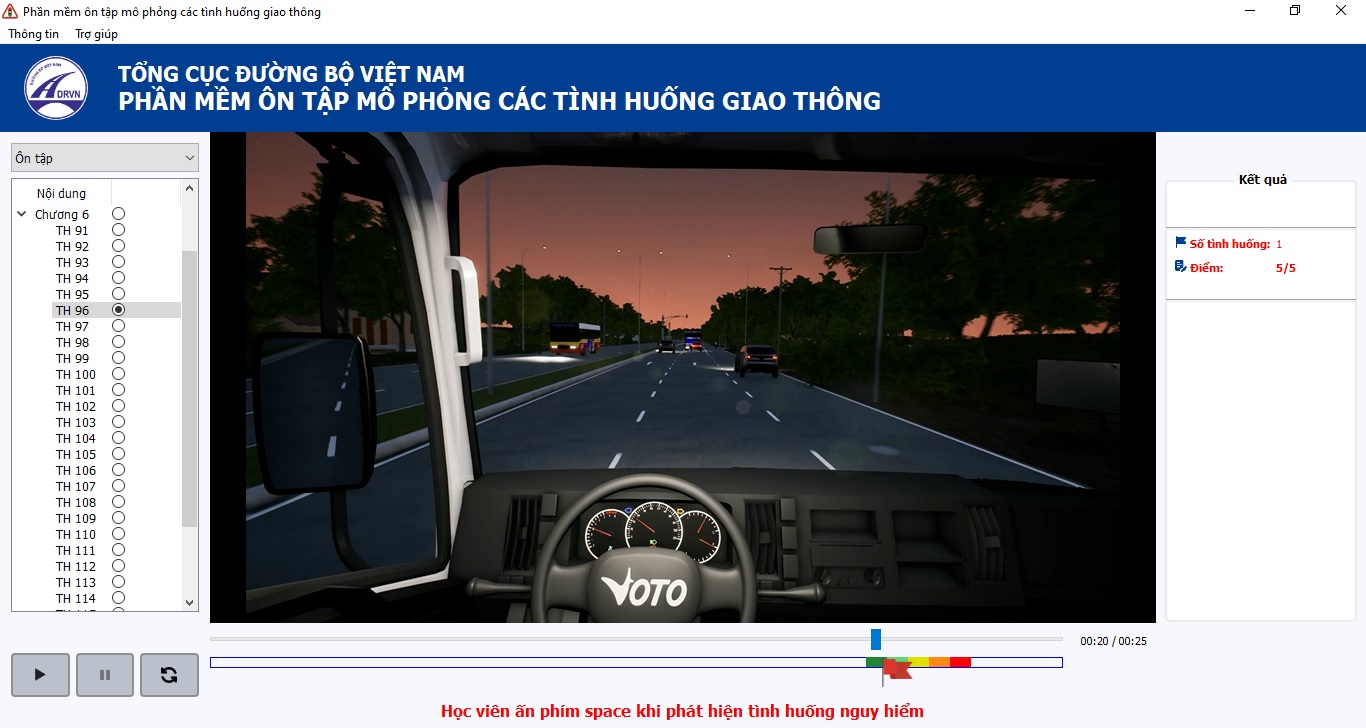 Phần mềm ôn tập mô phỏng các tình huống giao thông
Thông tin Trợ giúp
TỔNG CỤC ĐƯỜNG BỘ VIỆT NAM
PHẦN MỀM ÔN TẬP MÔ PHỎNG CÁC TÌNH HUỐNG GIAO THÔNG
DRVN
Ôn tập
Nội dung
Chương 6
TH 91
TH 92
TH 93
TH 94
TH 95
TH 96
TH 97
TH 98
TH 99
TH 100
TH 101
TH 102
TH 103
TH 104
TH 105
TH 106
TH 107
TH 108
TH 109
TH 110
TH 111
TH 112
TH 113
TH 114
VOTO
Kết quả
Số tình huống: 1
Điểm: 5/5
00:20 / 00:25
Học viên ấn phím space khi phát hiện tình huống nguy hiểm